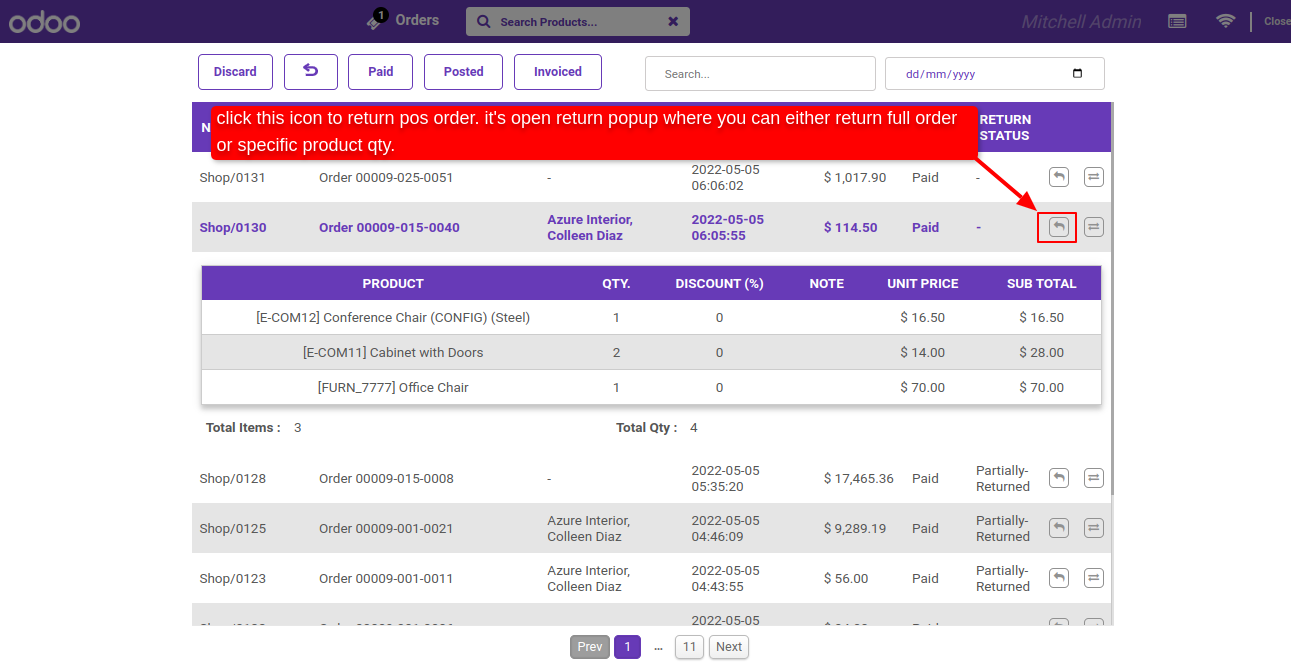 odoo 1 Orders Search Products... Mitchell Admin Close
Discard Paid Posted Invoiced Search... dd/mm/yyyy
N RETURN STATUS
click this icon to return pos order. it's open return popup where you can either return full order
or specific product qty.
Shop/0131 Order 00009-025-0051 - 2022-05-05 06:06:02 $ 1,017.90 Paid -
Shop/0130 Order 00009-015-0040 Azure Interior, Colleen Diaz 2022-05-05 06:05:55 $ 114.50 Paid -
PRODUCT QTY. DISCOUNT (%) NOTE UNIT PRICE SUB TOTAL
[E-COM12] Conference Chair (CONFIG) (Steel) 1 0 $ 16.50 $ 16.50
[E-COM11] Cabinet with Doors 2 0 $ 14.00 $ 28.00
[FURN_7777] Office Chair 1 0 $ 70.00 $ 70.00
Total Items : 3 Total Qty : 4
Shop/0128 Order 00009-015-0008 - 2022-05-05 05:35:20 $ 17,465.36 Paid Partially-Returned
Shop/0125 Order 00009-001-0021 Azure Interior, Colleen Diaz 2022-05-05 04:46:09 $ 9,289.19 Paid Partially-Returned
Shop/0123 Order 00009-001-0011 Azure Interior, Colleen Diaz 2022-05-05 04:43:55 $ 56.00 Paid Partially-Returned
2022-05-05
Prev 1 ... 11 Next